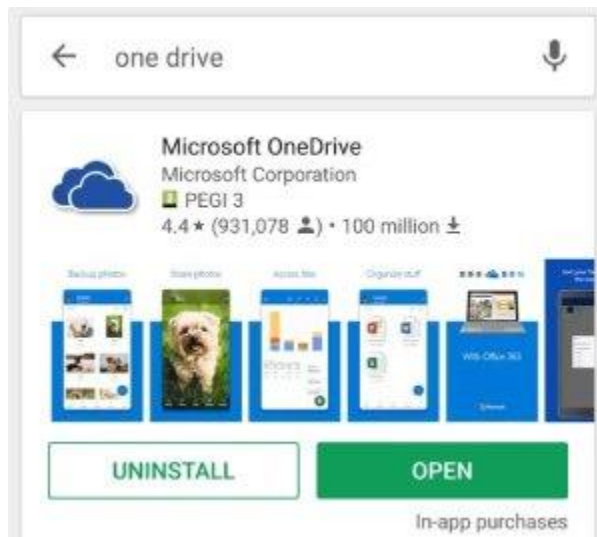 one drive
Microsoft OneDrive
Microsoft Corporation
PEGI 3
4.4★ (931,078) • 100 million
Backup photos
Share photos
Access files
Organize stuff
With Office 365
UNINSTALL
OPEN
In-app purchases